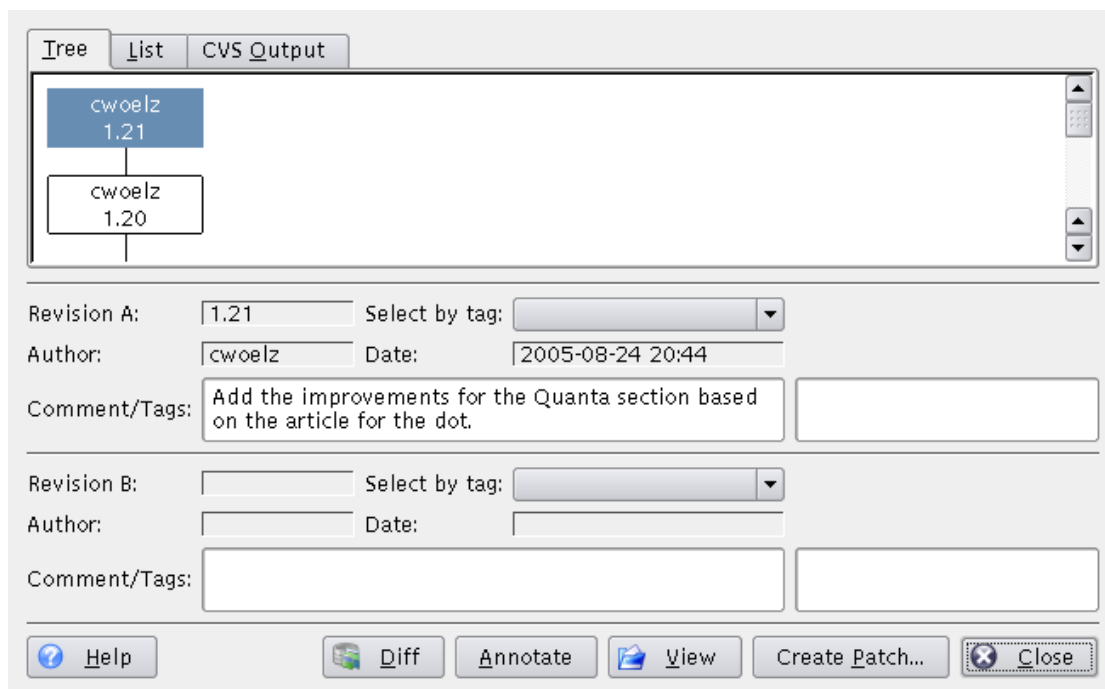 Tree List CVS Output
cwoelz
1.21
cwoelz
1.20
Revision A: 1.21 Select by tag:
Author: cwoelz Date: 2005-08-24 20:44
Comment/Tags: Add the improvements for the Quanta section based
on the article for the dot.
Revision B: Select by tag:
Author: Date:
Comment/Tags:
Help Diff Annotate View Create Patch... Close